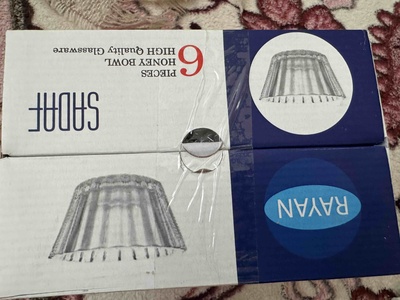 6
PIECES
HONEY BOWL
HIGH Quality Glassware
SADAF
RAYAN